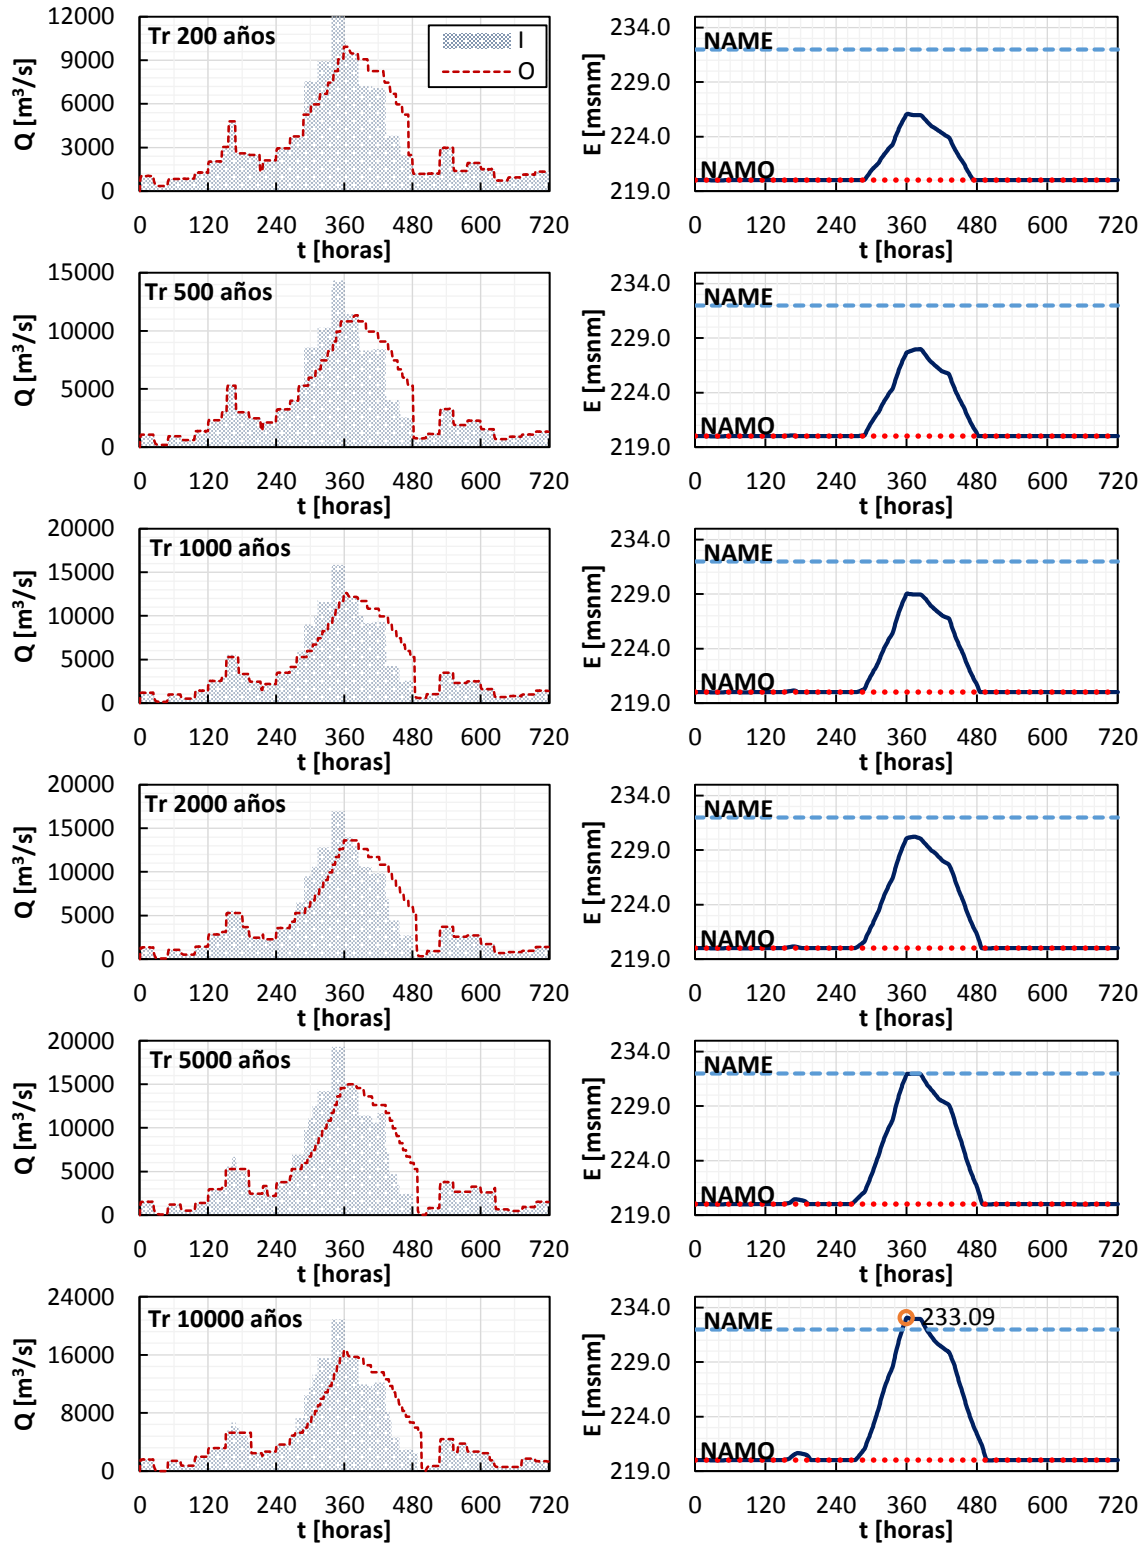 12000
9000
6000
3000
0
Q [m³/s]
Tr 200 años
I
O
0 120 240 360 480 600 720
t [horas]
234.0
229.0
224.0
219.0
E [msnm]
NAME
NAMO
0 120 240 360 480 600 720
t [horas]
15000
10000
5000
0
Q [m³/s]
Tr 500 años
0 120 240 360 480 600 720
t [horas]
234.0
229.0
224.0
219.0
E [msnm]
NAME
NAMO
0 120 240 360 480 600 720
t [horas]
20000
15000
10000
5000
0
Q [m³/s]
Tr 1000 años
0 120 240 360 480 600 720
t [horas]
234.0
229.0
224.0
219.0
E [msnm]
NAME
NAMO
0 120 240 360 480 600 720
t [horas]
20000
15000
10000
5000
0
Q [m³/s]
Tr 2000 años
0 120 240 360 480 600 720
t [horas]
234.0
229.0
224.0
219.0
E [msnm]
NAME
NAMO
0 120 240 360 480 600 720
t [horas]
20000
15000
10000
5000
0
Q [m³/s]
Tr 5000 años
0 120 240 360 480 600 720
t [horas]
234.0
229.0
224.0
219.0
E [msnm]
NAME
NAMO
0 120 240 360 480 600 720
t [horas]
24000
16000
8000
0
Q [m³/s]
Tr 10000 años
0 120 240 360 480 600 720
t [horas]
234.0
229.0
224.0
219.0
E [msnm]
NAME
233.09
NAMO
0 120 240 360 480 600 720
t [horas]